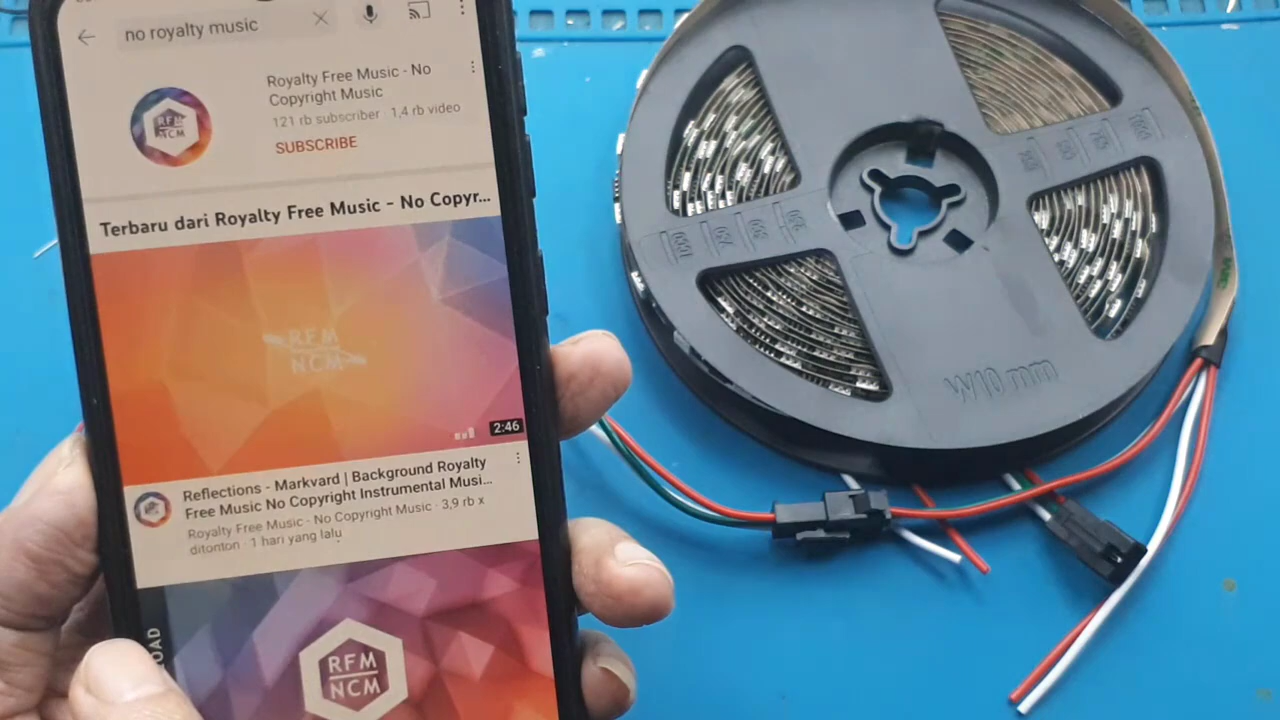 no royalty music
RFM
NCM
Royalty Free Music - No
Copyright Music
121 rb subscriber · 1,4 rb video
SUBSCRIBE
Terbaru dari Royalty Free Music - No Copyr...
RFM
NCM
2:46
Reflections - Markvard | Background Royalty
Free Music No Copyright Instrumental Musi...
Royalty Free Music - No Copyright Music · 3,9 rb x
ditonton · 1 hari yang lalu
RFM
NCM
W10 mm